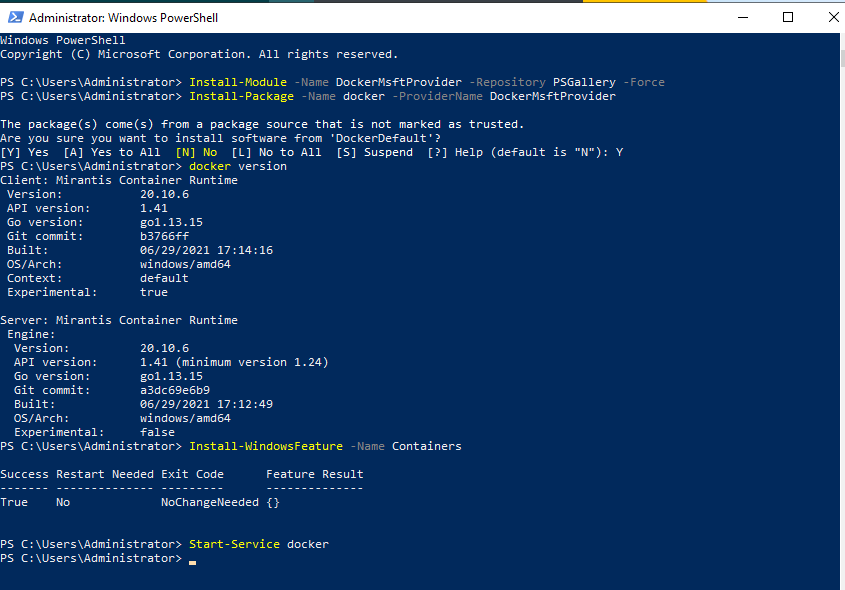 Administrator: Windows PowerShell
Windows PowerShell
Copyright (C) Microsoft Corporation. All rights reserved.
PS C:\Users\Administrator> Install-Module -Name DockerMsftProvider -Repository PSGallery -Force
PS C:\Users\Administrator> Install-Package -Name docker -ProviderName DockerMsftProvider
The package(s) come(s) from a package source that is not marked as trusted.
Are you sure you want to install software from 'DockerDefault'?
[Y] Yes  [A] Yes to All  [N] No  [L] No to All  [S] Suspend  [?] Help (default is "N"): Y
PS C:\Users\Administrator> docker version
Client: Mirantis Container Runtime
 Version:           20.10.6
 API version:       1.41
 Go version:        go1.13.15
 Git commit:        b3766ff
 Built:             06/29/2021 17:14:16
 OS/Arch:           windows/amd64
 Context:           default
 Experimental:      true
Server: Mirantis Container Runtime
 Engine:
  Version:          20.10.6
  API version:      1.41 (minimum version 1.24)
  Go version:       go1.13.15
  Git commit:       a3dc69e6b9
  Built:            06/29/2021 17:12:49
  OS/Arch:          windows/amd64
  Experimental:     false
PS C:\Users\Administrator> Install-WindowsFeature -Name Containers
Success Restart Needed Exit Code      Feature Result
------- -------------- ---------      --------------
True    No             NoChangeNeeded {}
PS C:\Users\Administrator> Start-Service docker
PS C:\Users\Administrator>